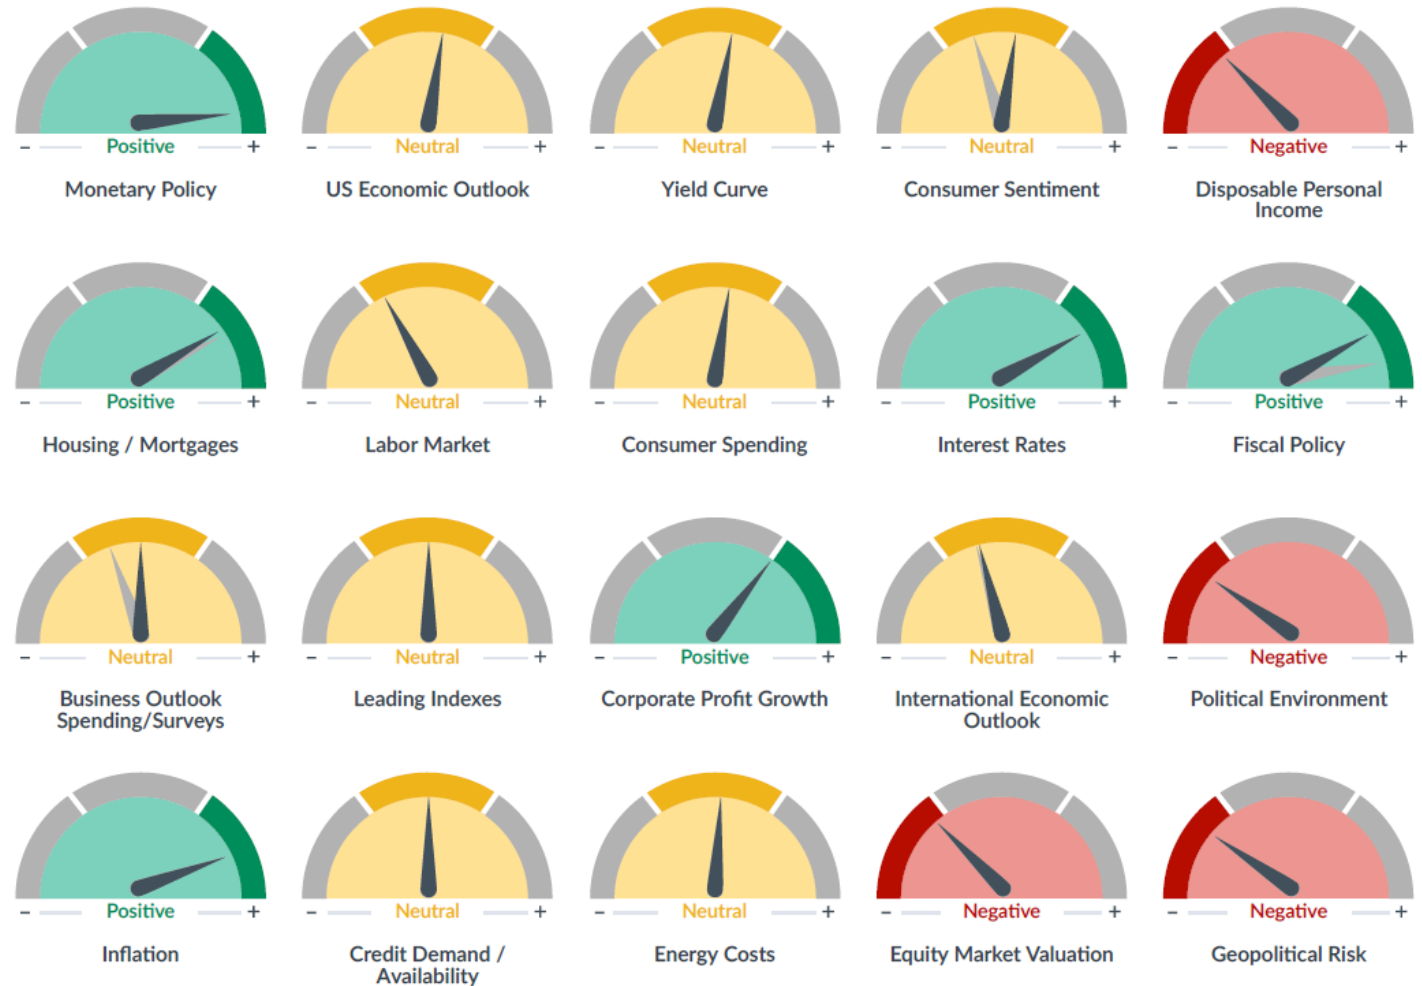 – Positive +
Monetary Policy
– Neutral +
US Economic Outlook
– Neutral +
Yield Curve
– Neutral +
Consumer Sentiment
– Negative +
Disposable Personal
Income
– Positive +
Housing / Mortgages
– Neutral +
Labor Market
– Neutral +
Consumer Spending
– Positive +
Interest Rates
– Positive +
Fiscal Policy
– Neutral +
Business Outlook
Spending/Surveys
– Neutral +
Leading Indexes
– Positive +
Corporate Profit Growth
– Neutral +
International Economic
Outlook
– Negative +
Political Environment
– Positive +
Inflation
– Neutral +
Credit Demand /
Availability
– Neutral +
Energy Costs
– Negative +
Equity Market Valuation
– Negative +
Geopolitical Risk